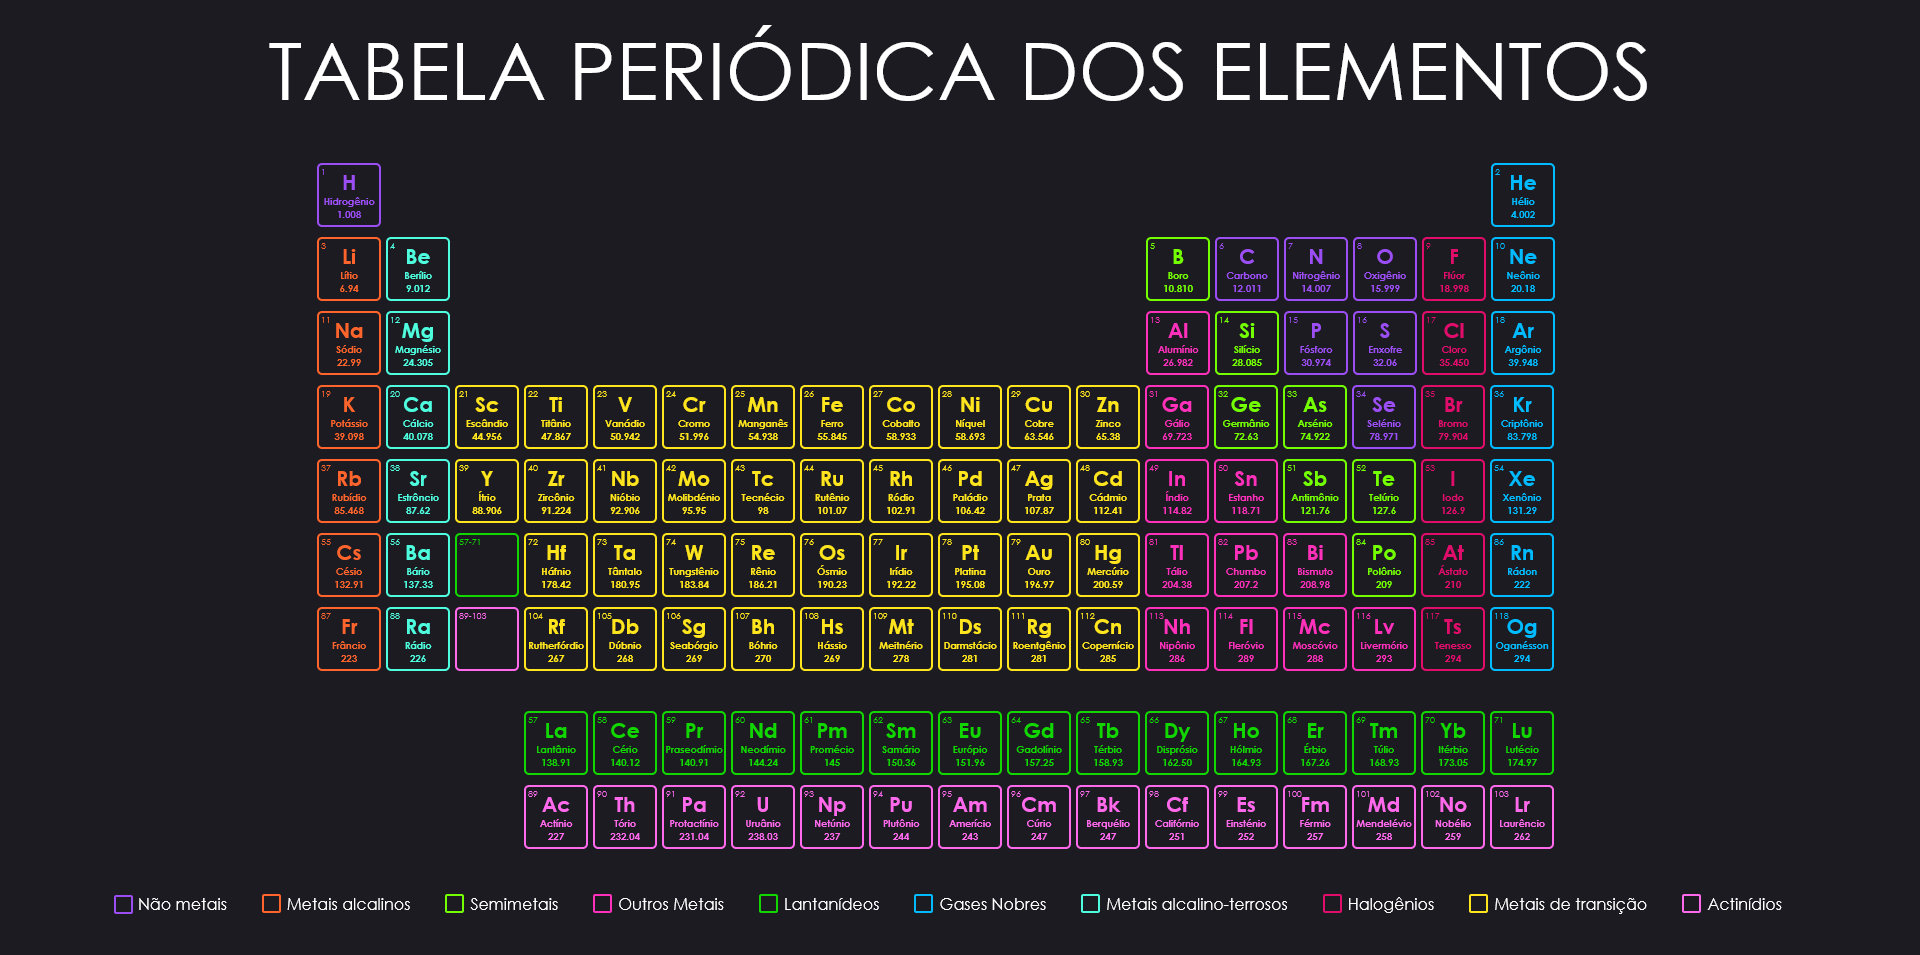 TABELA PERIÓDICA DOS ELEMENTOS
1 2
H He
Hidrogênio Hélio
1.008 4.002
3 4 5 6 7 8 9 10
Li Be B C N O F Ne
Lítio Berílio Boro Carbono Nitrogênio Oxigênio Flúor Neônio
6.94 9.012 10.810 12.011 14.007 15.999 18.998 20.18
11 12 13 14 15 16 17 18
Na Mg Al Si P S Cl Ar
Sódio Magnésio Alumínio Silício Fósforo Enxofre Cloro Argônio
22.99 24.305 26.982 28.085 30.974 32.06 35.450 39.948
19 20 21 22 23 24 25 26 27 28 29 30 31 32 33 34 35 36
K Ca Sc Ti V Cr Mn Fe Co Ni Cu Zn Ga Ge As Se Br Kr
Potássio Cálcio Escândio Titânio Vanádio Cromo Manganês Ferro Cobalto Níquel Cobre Zinco Gálio Germânio Arsénio Selénio Bromo Criptônio
39.098 40.078 44.956 47.867 50.942 51.996 54.938 55.845 58.933 58.693 63.546 65.38 69.723 72.63 74.922 78.971 79.904 83.798
37 38 39 40 41 42 43 44 45 46 47 48 49 50 51 52 53 54
Rb Sr Y Zr Nb Mo Tc Ru Rh Pd Ag Cd In Sn Sb Te I Xe
Rubídio Estrôncio Ítrio Zircônio Nióbio Molibdénio Tecnécio Rutênio Ródio Paládio Prata Cádmio Índio Estanho Antimônio Telúrio Iodo Xenônio
85.468 87.62 88.906 91.224 92.906 95.95 98 101.07 102.91 106.42 107.87 112.41 114.82 118.71 121.76 127.6 126.9 131.29
55 56 57-71 72 73 74 75 76 77 78 79 80 81 82 83 84 85 86
Cs Ba Hf Ta W Re Os Ir Pt Au Hg Tl Pb Bi Po At Rn
Césio Bário Háfnio Tântalo Tungstênio Rênio Ósmio Irídio Platina Ouro Mercúrio Tálio Chumbo Bismuto Polônio Ástato Rádon
132.91 137.33 178.42 180.95 183.84 186.21 190.23 192.22 195.08 196.97 200.59 204.38 207.2 208.98 209 210 222
87 88 89-103 104 105 106 107 108 109 110 111 112 113 114 115 116 117 118
Fr Ra Rf Db Sg Bh Hs Mt Ds Rg Cn Nh Fl Mc Lv Ts Og
Frâncio Rádio Rutherfórdio Dúbnio Seabórgio Bóhrio Hássio Meitnério Darmstácio Roentgênio Copernício Nipônio Fleróvio Moscóvio Livermório Tenesso Oganésson
223 226 267 268 269 270 269 278 281 281 285 286 289 288 293 294 294
57 58 59 60 61 62 63 64 65 66 67 68 69 70 71
La Ce Pr Nd Pm Sm Eu Gd Tb Dy Ho Er Tm Yb Lu
Lantânio Cério Praseodímio Neodímio Promécio Samário Európio Gadolínio Térbio Disprósio Hólmio Érbio Túlio Itérbio Lutécio
138.91 140.12 140.91 144.24 145 150.36 151.96 157.25 158.93 162.50 164.93 167.26 168.93 173.05 174.97
89 90 91 92 93 94 95 96 97 98 99 100 101 102 103
Ac Th Pa U Np Pu Am Cm Bk Cf Es Fm Md No Lr
Actínio Tório Protactínio Uruânio Netúnio Plutônio Amerício Cúrio Berquélio Califórnio Einsténio Férmio Mendelévio Nobélio Laurêncio
227 232.04 231.04 238.03 237 244 243 247 247 251 252 257 258 259 262
Não metais Metais alcalinos Semimetais Outros Metais Lantanídeos Gases Nobres Metais alcalino-terrosos Halogênios Metais de transição Actinídios